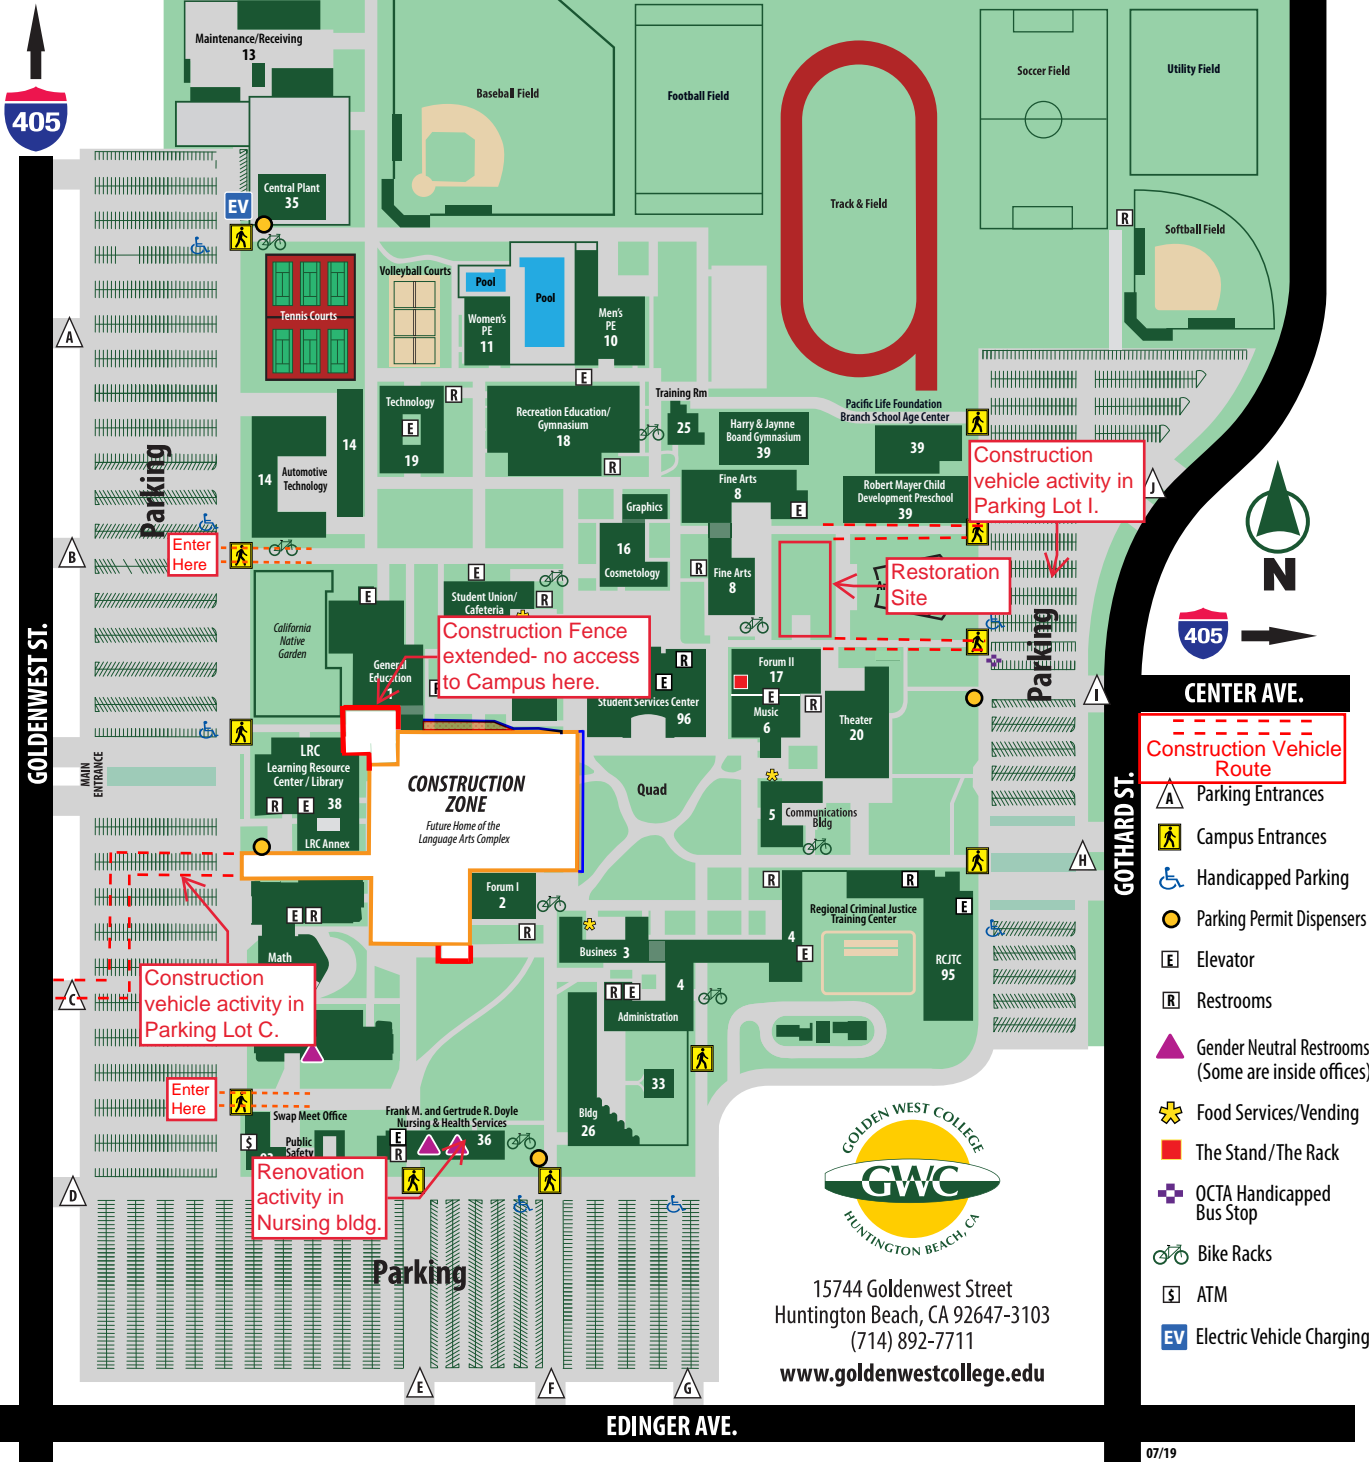 Maintenance/Receiving
13
405
Baseball Field
Football Field
Soccer Field
Utility Field
Central Plant
35
EV
Track & Field
R
Softball Field
Volleyball Courts
Pool
Pool
Tennis Courts
Women's
PE
11
Men's
PE
10
A
Technology
E
19
R
E
Recreation Education/
Gymnasium
18
R
Training Rm
25
Harry & Jaynne
Board Gymnasium
39
Pacific Life Foundation
Branch School Age Center
39
14
14
Automotive
Technology
Parking
Fine Arts
8
E
Robert Mayer Child
Development Preschool
39
Construction
vehicle activity in
Parking Lot I.
J
Graphics
16
Cosmetology
R
Fine Arts
8
Restoration
Site
N
405
B
Enter
Here
California
Native
Garden
E
E
Student Union/
Cafeteria
R
General
Education
1
Construction Fence
extended- no access
to Campus here.
R
E
Student Services Center
96
Forum II
17
E
Music
6
R
Theater
20
Parking
I
CENTER AVE.
Construction Vehicle
Route
GOLDENWEST ST.
MAIN
ENTRANCE
LRC
Learning Resource
Center / Library
R
E
38
LRC Annex
CONSTRUCTION
ZONE
Future Home of the
Language Arts Complex
Quad
5
Communications
Bldg
GOTHARD ST.
H
A
Parking Entrances
Campus Entrances
Handicapped Parking
Parking Permit Dispensers
E
Elevator
R
Restrooms
Gender Neutral Restrooms
(Some are inside offices)
Food Services/Vending
The Stand/The Rack
OCTA Handicapped
Bus Stop
Bike Racks
$
ATM
EV
Electric Vehicle Charging
Forum I
2
R
E
R
Math
R
R
Regional Criminal Justice
Training Center
4
E
E
RCJTC
95
Business 3
4
R
E
Administration
C
Construction
vehicle activity in
Parking Lot C.
33
Bldg
26
Enter
Here
Swap Meet Office
$
Public
Safety
Frank M. and Gertrude R. Doyle
Nursing & Health Services
E
R
36
Renovation
activity in
Nursing bldg.
D
Parking
E
F
G
GOLDEN WEST COLLEGE
GWC
HUNTINGTON BEACH, CA
15744 Goldenwest Street
Huntington Beach, CA 92647-3103
(714) 892-7711
www.goldenwestcollege.edu
EDINGER AVE.
07/19